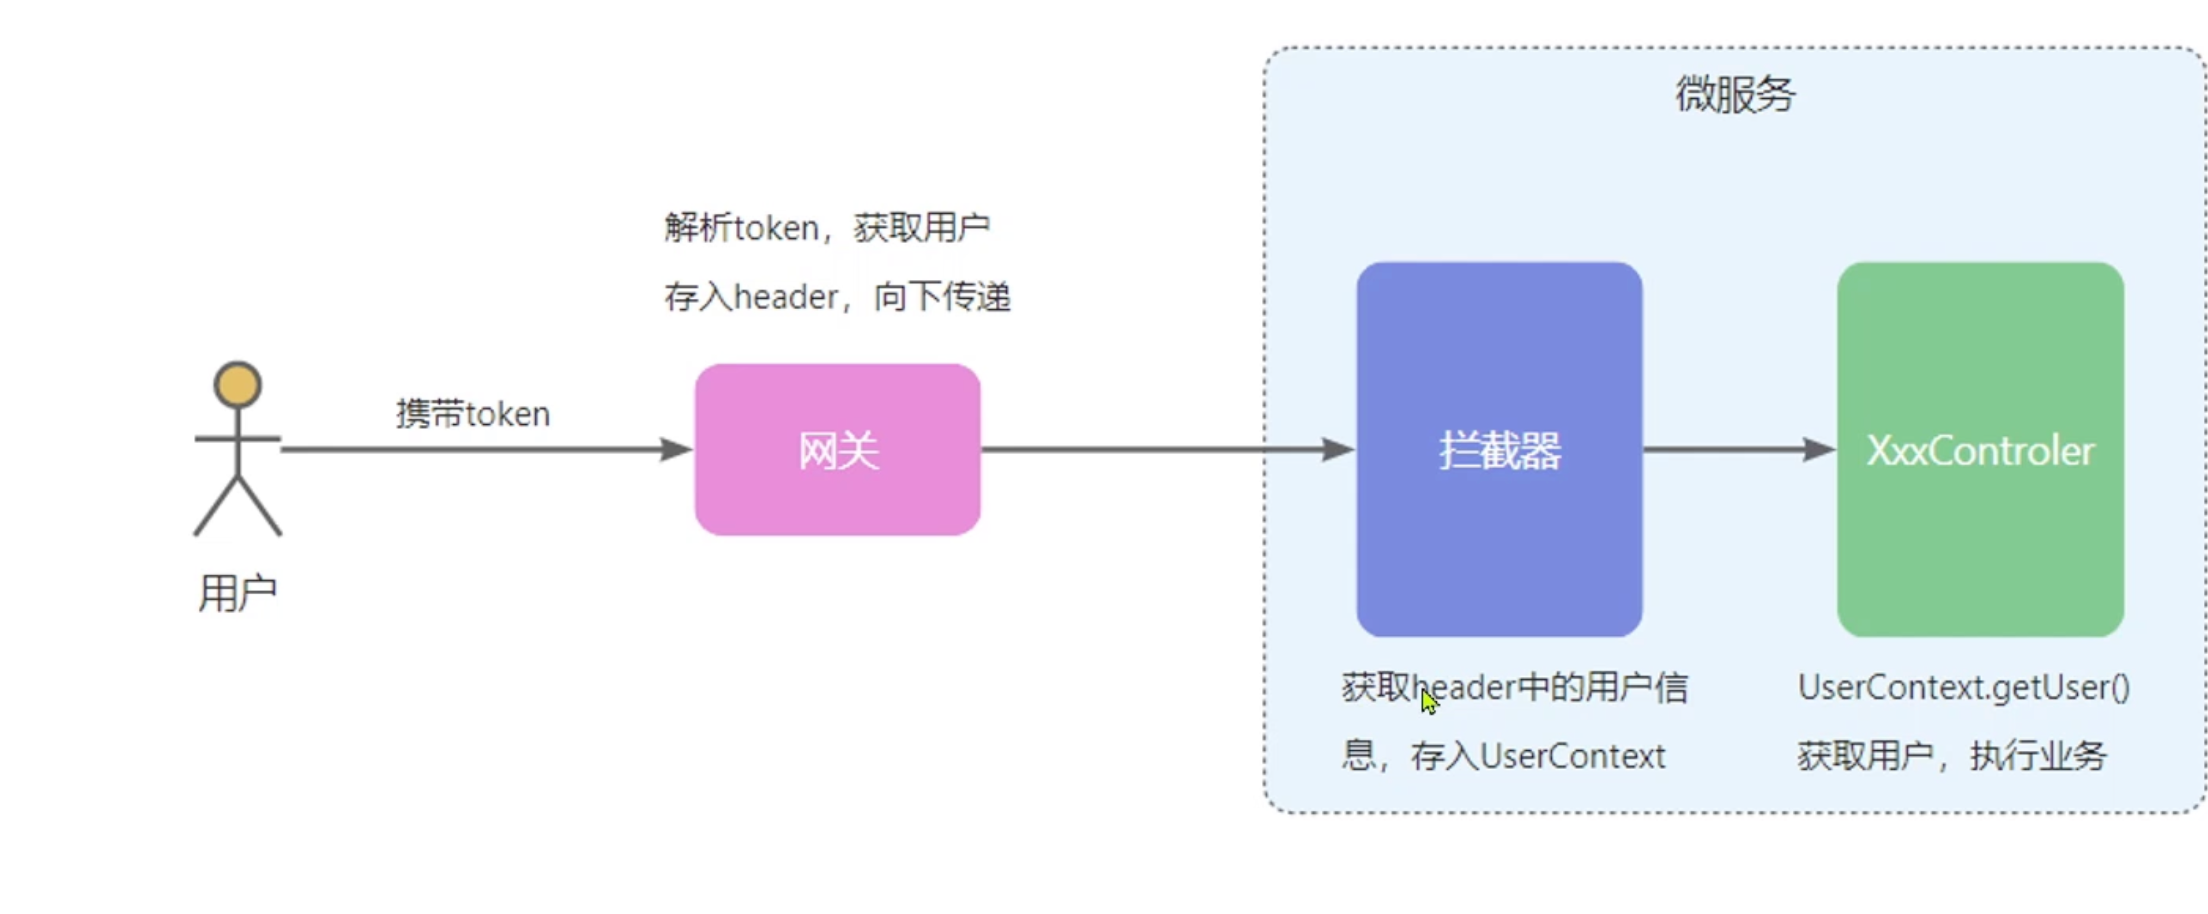 微服务
解析token，获取用户
存入header，向下传递
携带token
网关
拦截器
XxxControler
用户
获取header中的用户信
息，存入UserContext
UserContext.getUser()
获取用户，执行业务